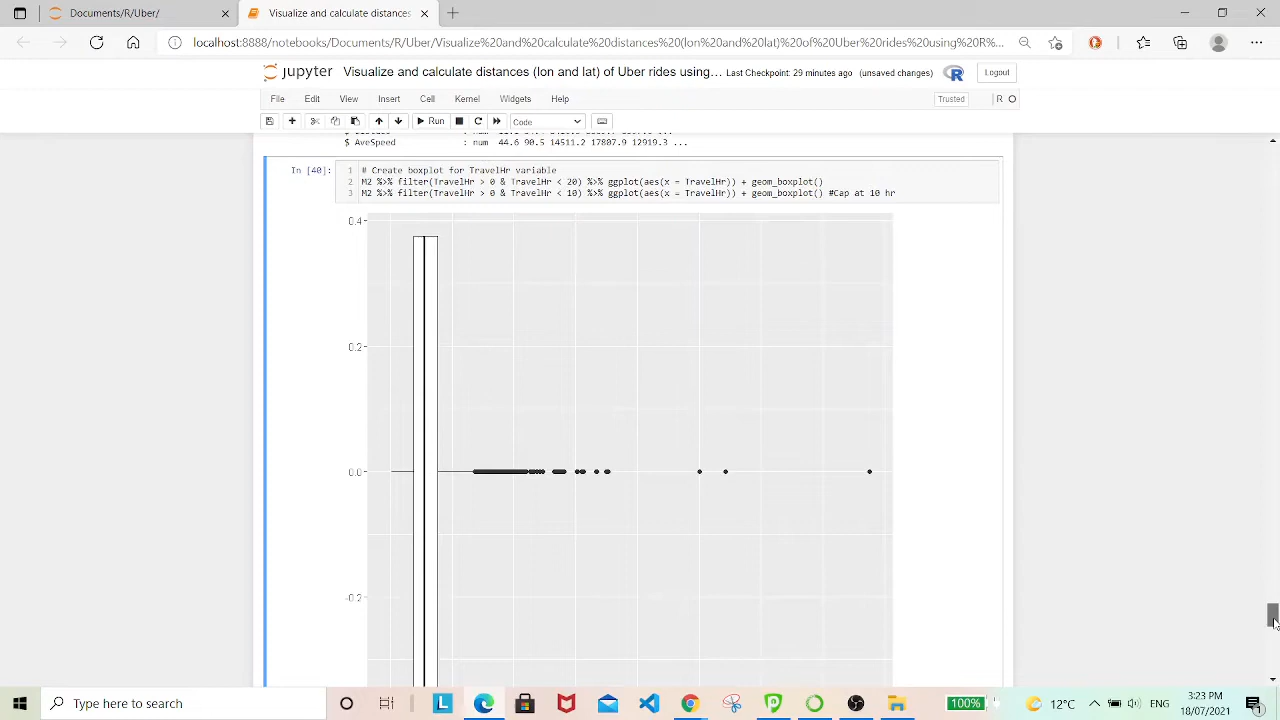 Documents/R/Uber/
Visualize and calculate distances
localhost:8888/notebooks/Documents/R/Uber/Visualize%20and%20calculate%20distances%20(lon%20and%20lat)%20of%20Uber%20rides%20using%20R%...
jupyter Visualize and calculate distances (lon and lat) of Uber rides using... Last Checkpoint: 29 minutes ago (unsaved changes) R Logout
File Edit View Insert Cell Kernel Widgets Help Trusted R
Run Code
$ AveSpeed : num 44.6 90.5 14511.2 17807.9 12919.3 ...
In [40]:
1 # Create boxplot for TravelHr variable
2 M2 %>% filter(TravelHr > 0 & TravelHr < 20) %>% ggplot(aes(x = TravelHr)) + geom_boxplot()
3 M2 %>% filter(TravelHr > 0 & TravelHr < 10) %>% ggplot(aes(x = TravelHr)) + geom_boxplot() #Cap at 10 hr
0.4
0.2
0.0
-0.2
Type here to search
L
100%
12°C
ENG
3:23 PM
18/07/2021
1